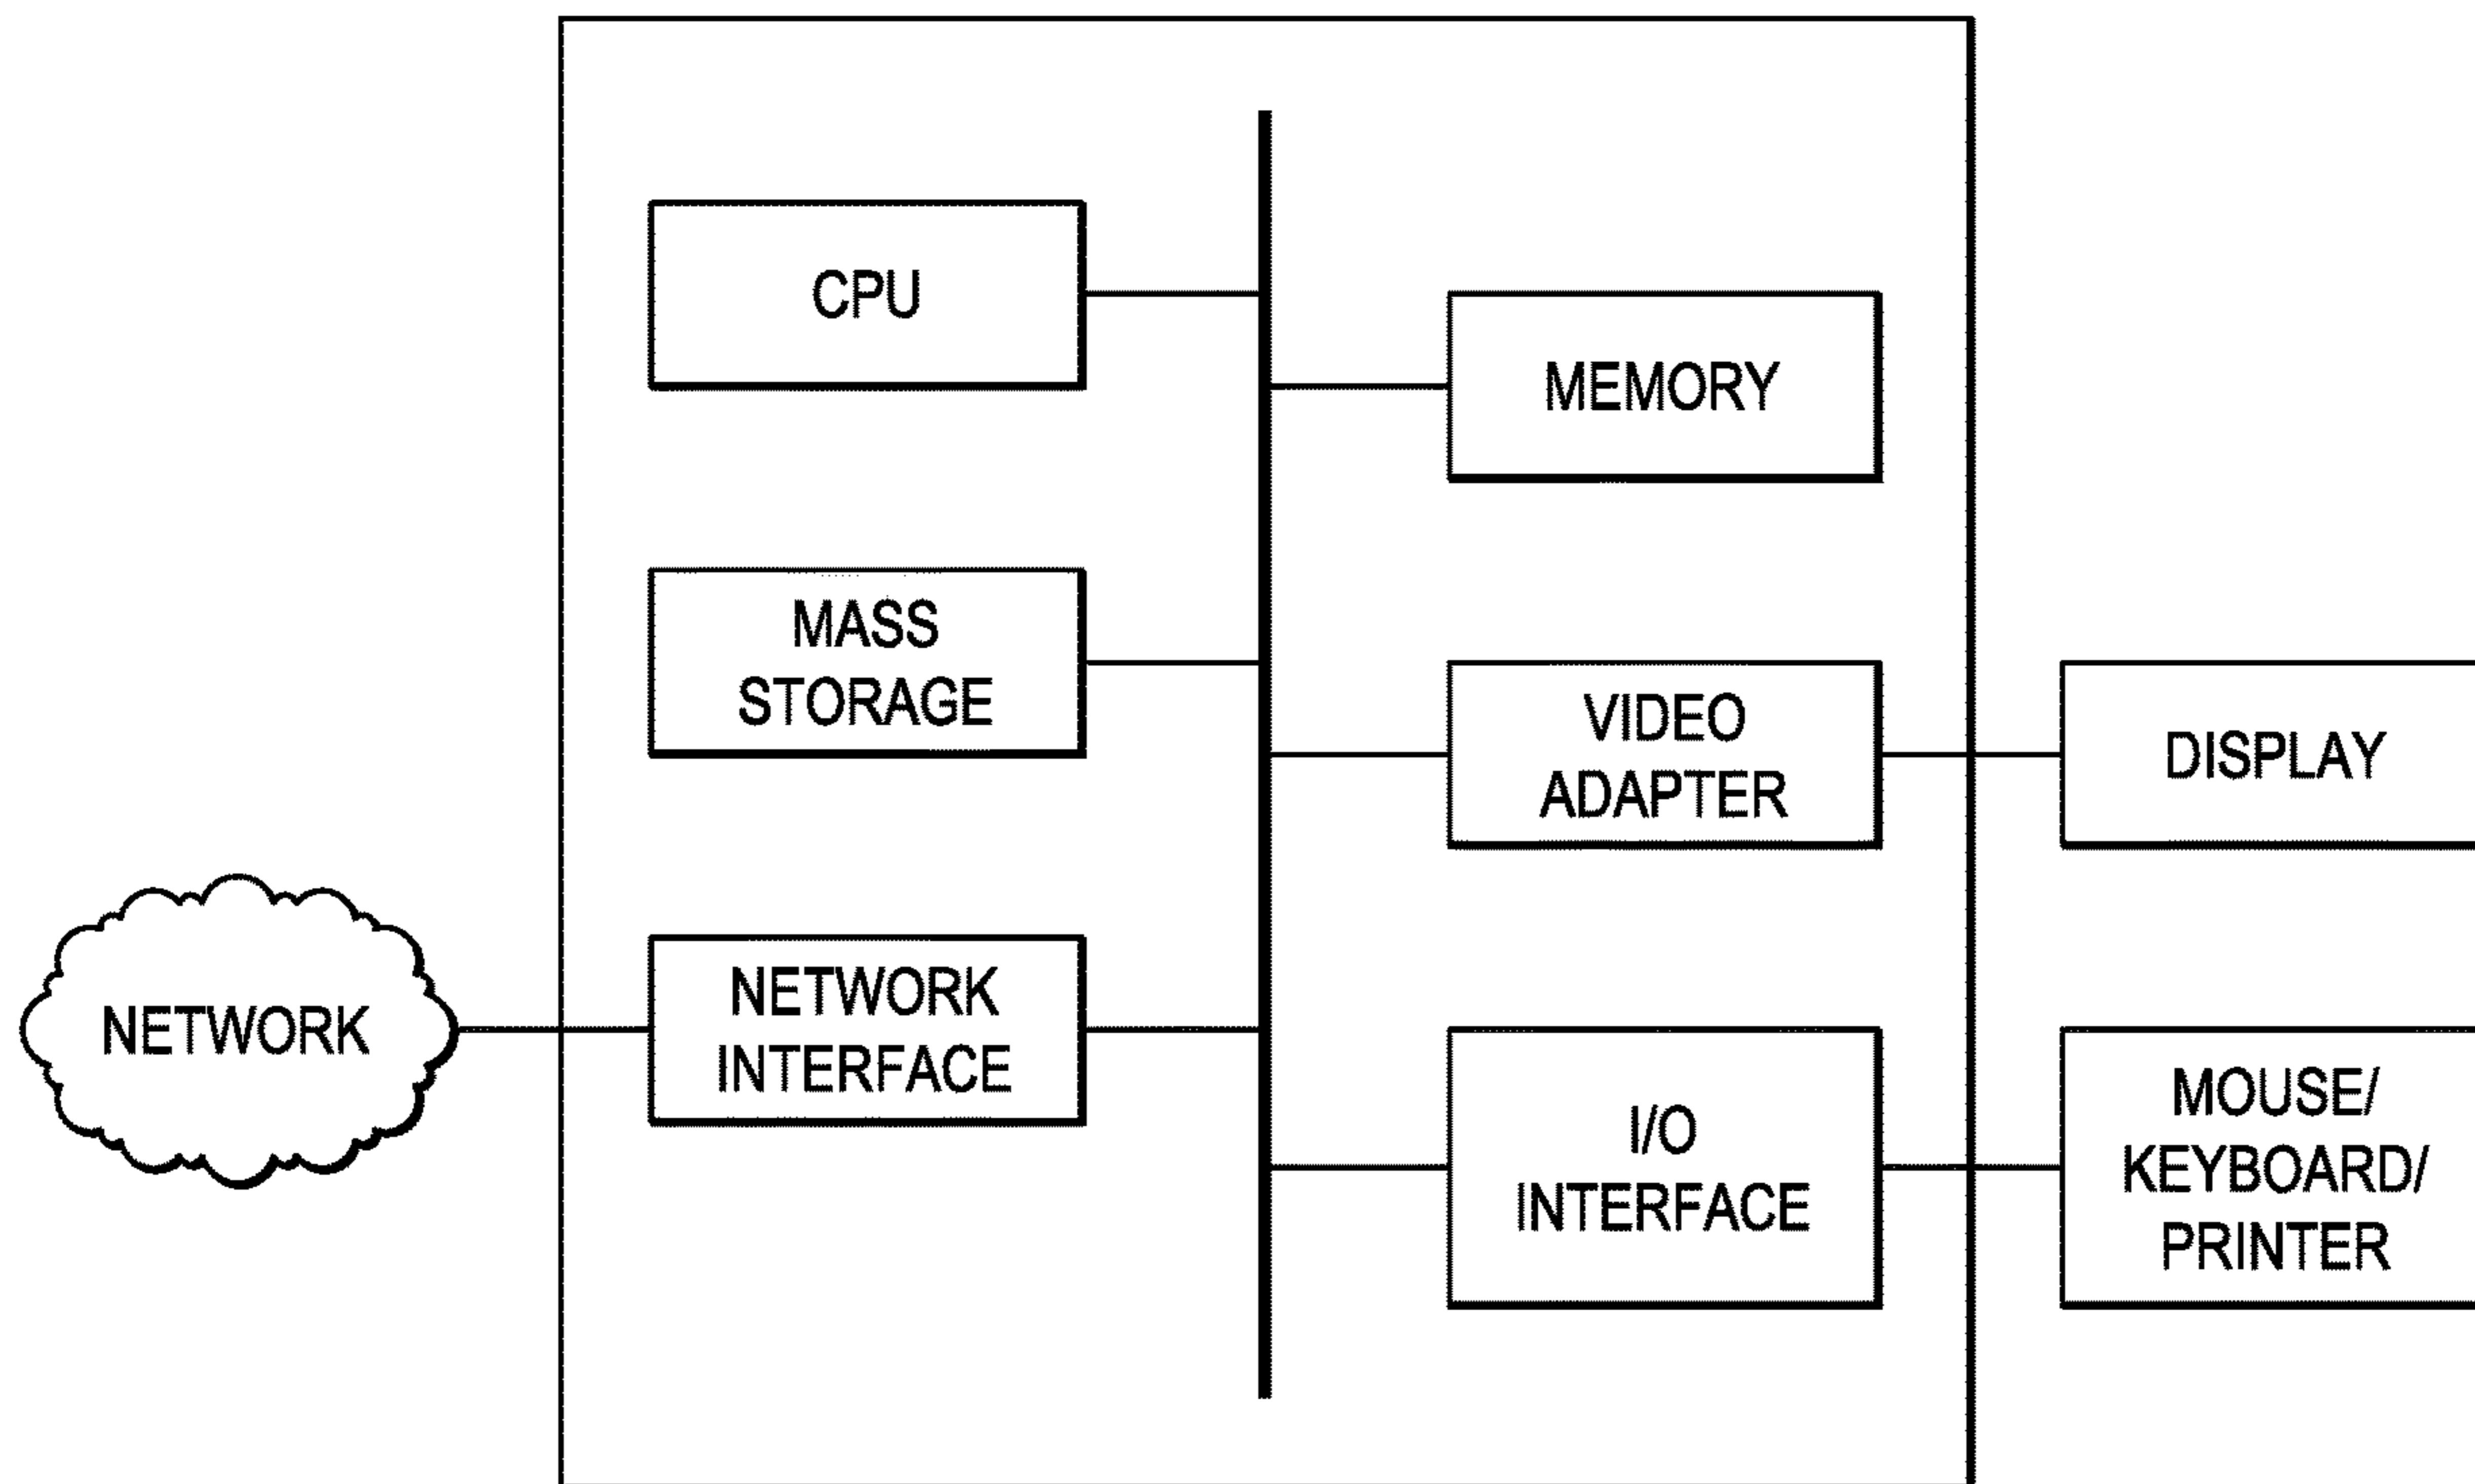 CPU
MEMORY
MASS
STORAGE
VIDEO
ADAPTER
DISPLAY
NETWORK
NETWORK
INTERFACE
I/O
INTERFACE
MOUSE/
KEYBOARD/
PRINTER